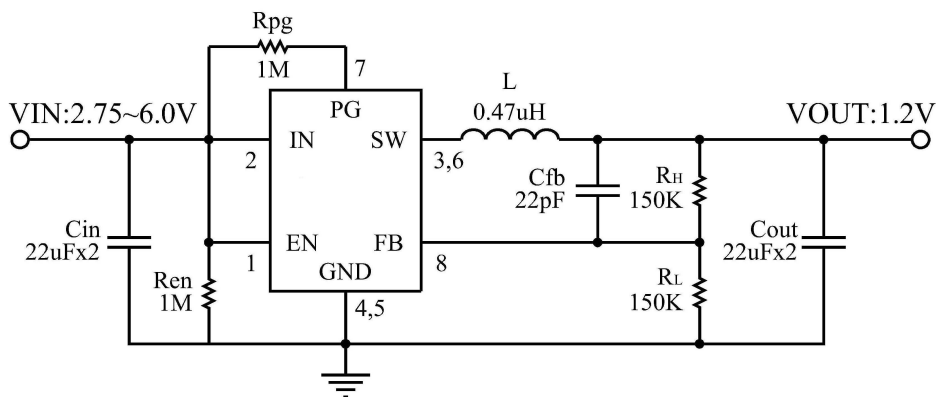 Rpg
1M
7
L
0.47uH
VIN:2.75~6.0V
VOUT:1.2V
PG
IN
SW
2
3,6
Cfb
22pF
RH
150K
Cin
22uFx2
EN
FB
1
8
Cout
22uFx2
GND
Ren
1M
4,5
RL
150K